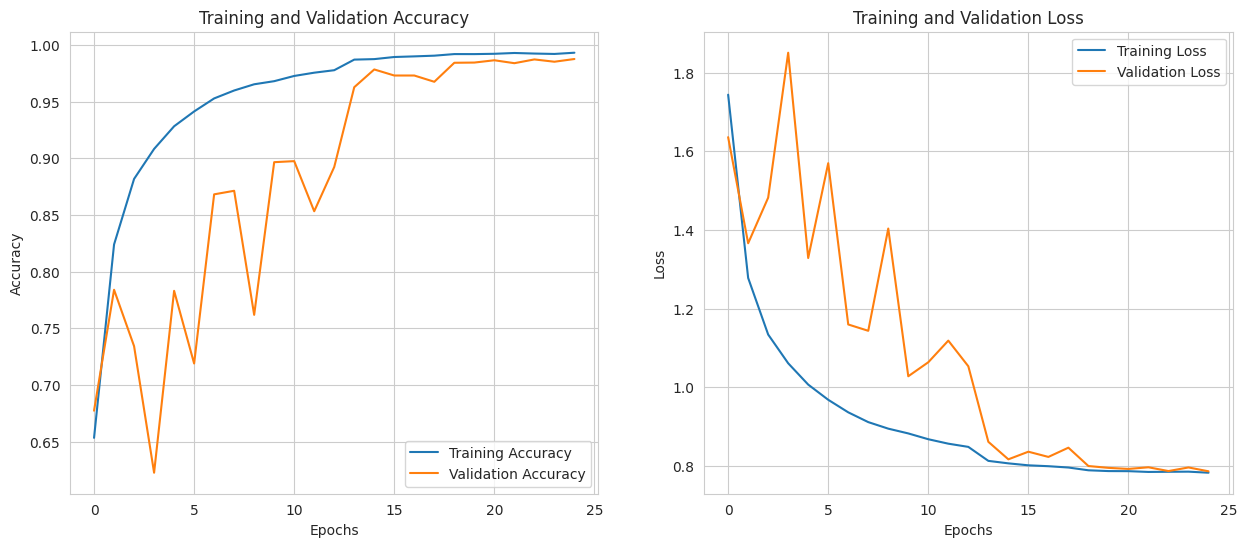 Training and Validation Accuracy
1.00
0.95
0.90
0.85
0.80
0.75
0.70
0.65
Accuracy
0 5 10 15 20 25
Epochs
Training Accuracy
Validation Accuracy
Training and Validation Loss
1.8
1.6
1.4
1.2
1.0
0.8
Loss
0 5 10 15 20 25
Epochs
Training Loss
Validation Loss